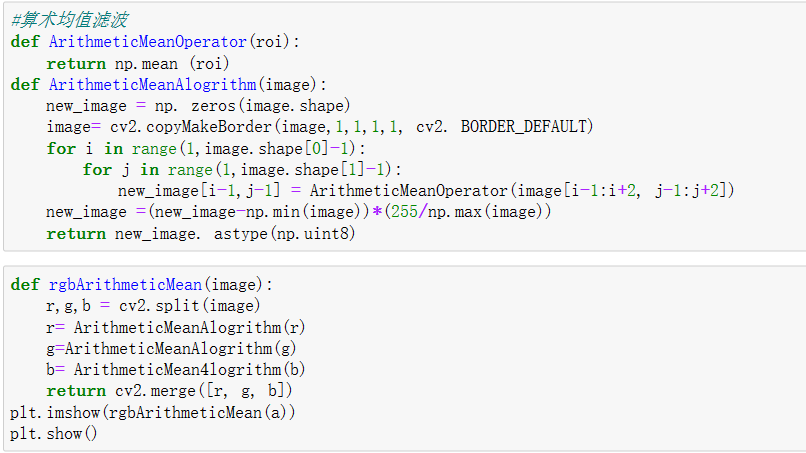 #算术均值滤波
def ArithmeticMeanOperator(roi):
    return np.mean (roi)
def ArithmeticMeanAlogrithm(image):
    new_image = np. zeros(image.shape)
    image= cv2.copyMakeBorder(image,1,1,1,1, cv2. BORDER_DEFAULT)
    for i in range(1,image.shape[0]-1):
        for j in range(1,image.shape[1]-1):
            new_image[i-1,j-1] = ArithmeticMeanOperator(image[i-1:i+2, j-1:j+2])
    new_image =(new_image-np.min(image))*(255/np.max(image))
    return new_image. astype(np.uint8)
def rgbArithmeticMean(image):
    r,g,b = cv2.split(image)
    r= ArithmeticMeanAlogrithm(r)
    g=ArithmeticMeanAlogrithm(g)
    b= ArithmeticMean4logrithm(b)
    return cv2.merge([r, g, b])
plt.imshow(rgbArithmeticMean(a))
plt.show()